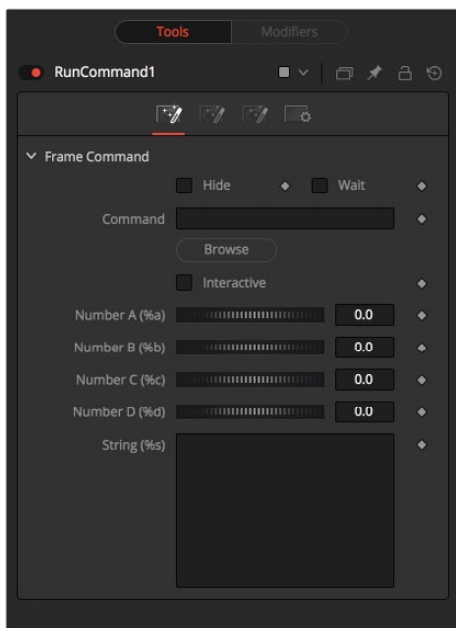 Tools Modifiers
RunCommand1
Frame Command
Hide Wait
Command
Browse
Interactive
Number A (%a) 0.0
Number B (%b) 0.0
Number C (%c) 0.0
Number D (%d) 0.0
String (%s)